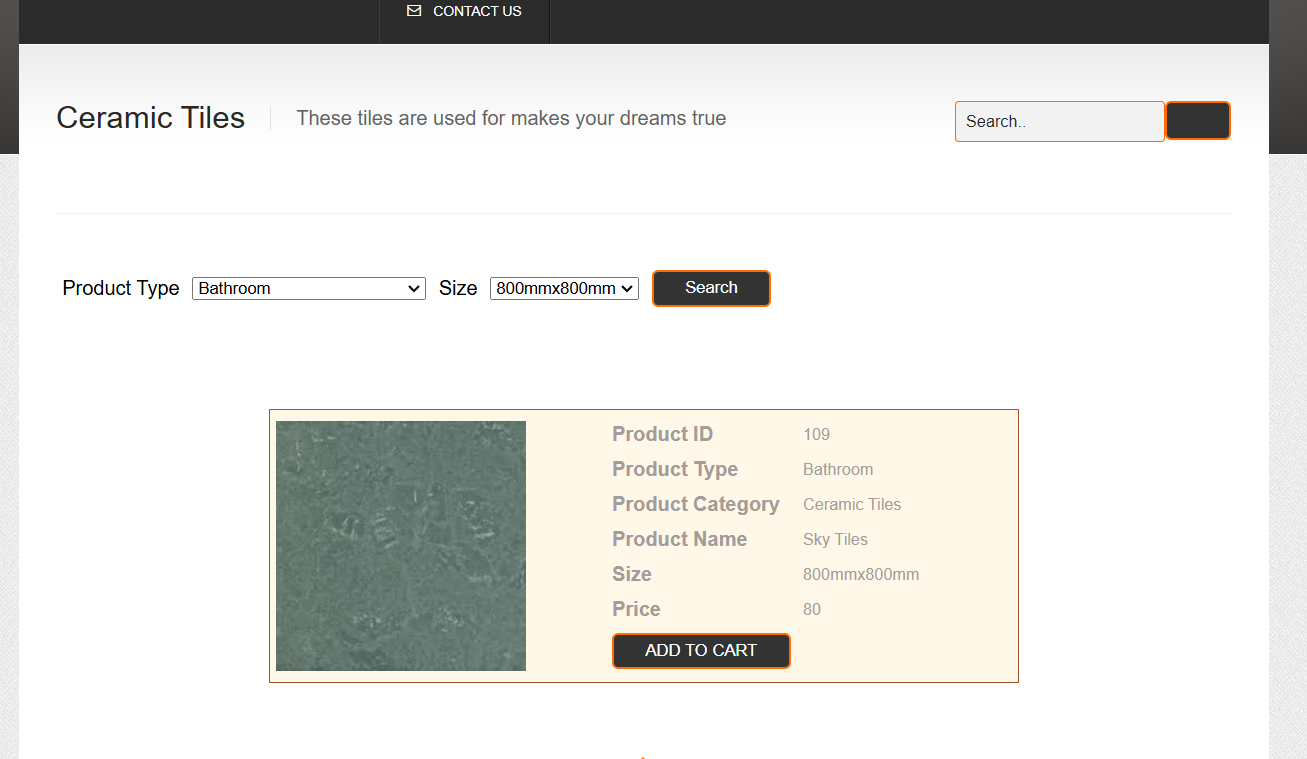 CONTACT US
Ceramic Tiles
These tiles are used for makes your dreams true
Search..
Product Type Bathroom Size 800mmx800mm Search
Product ID 109
Product Type Bathroom
Product Category Ceramic Tiles
Product Name Sky Tiles
Size 800mmx800mm
Price 80
ADD TO CART